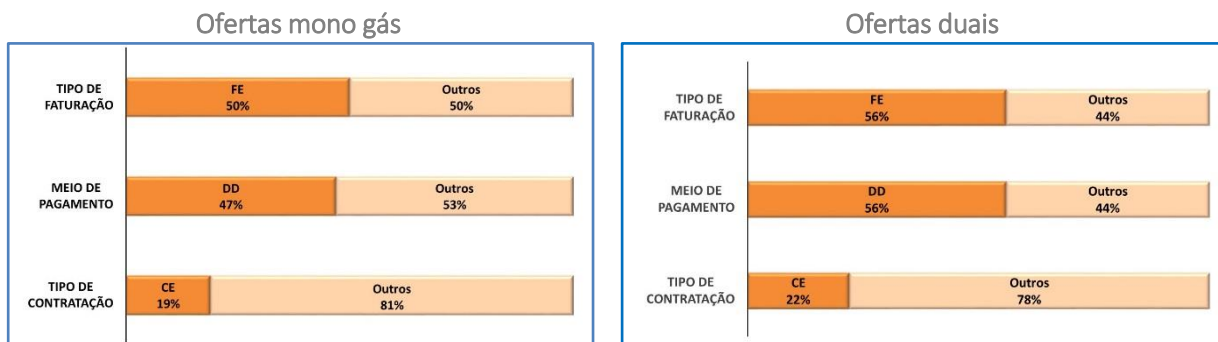 Ofertas mono gás
TIPO DE
FATURAÇÃO
FE
50%
Outros
50%
MEIO DE
PAGAMENTO
DD
47%
Outros
53%
TIPO DE
CONTRATAÇÃO
CE
19%
Outros
81%
Ofertas duais
TIPO DE
FATURAÇÃO
FE
56%
Outros
44%
MEIO DE
PAGAMENTO
DD
56%
Outros
44%
TIPO DE
CONTRATAÇÃO
CE
22%
Outros
78%